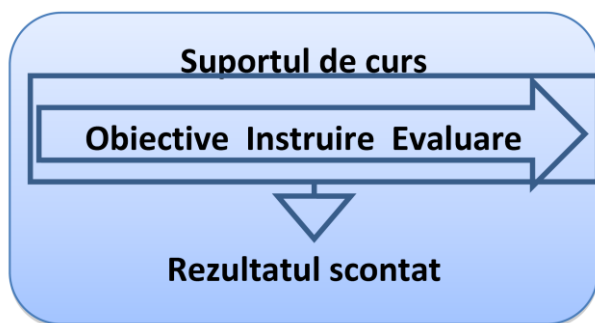 Suportul de curs
Obiective Instruire Evaluare
Rezultatul scontat